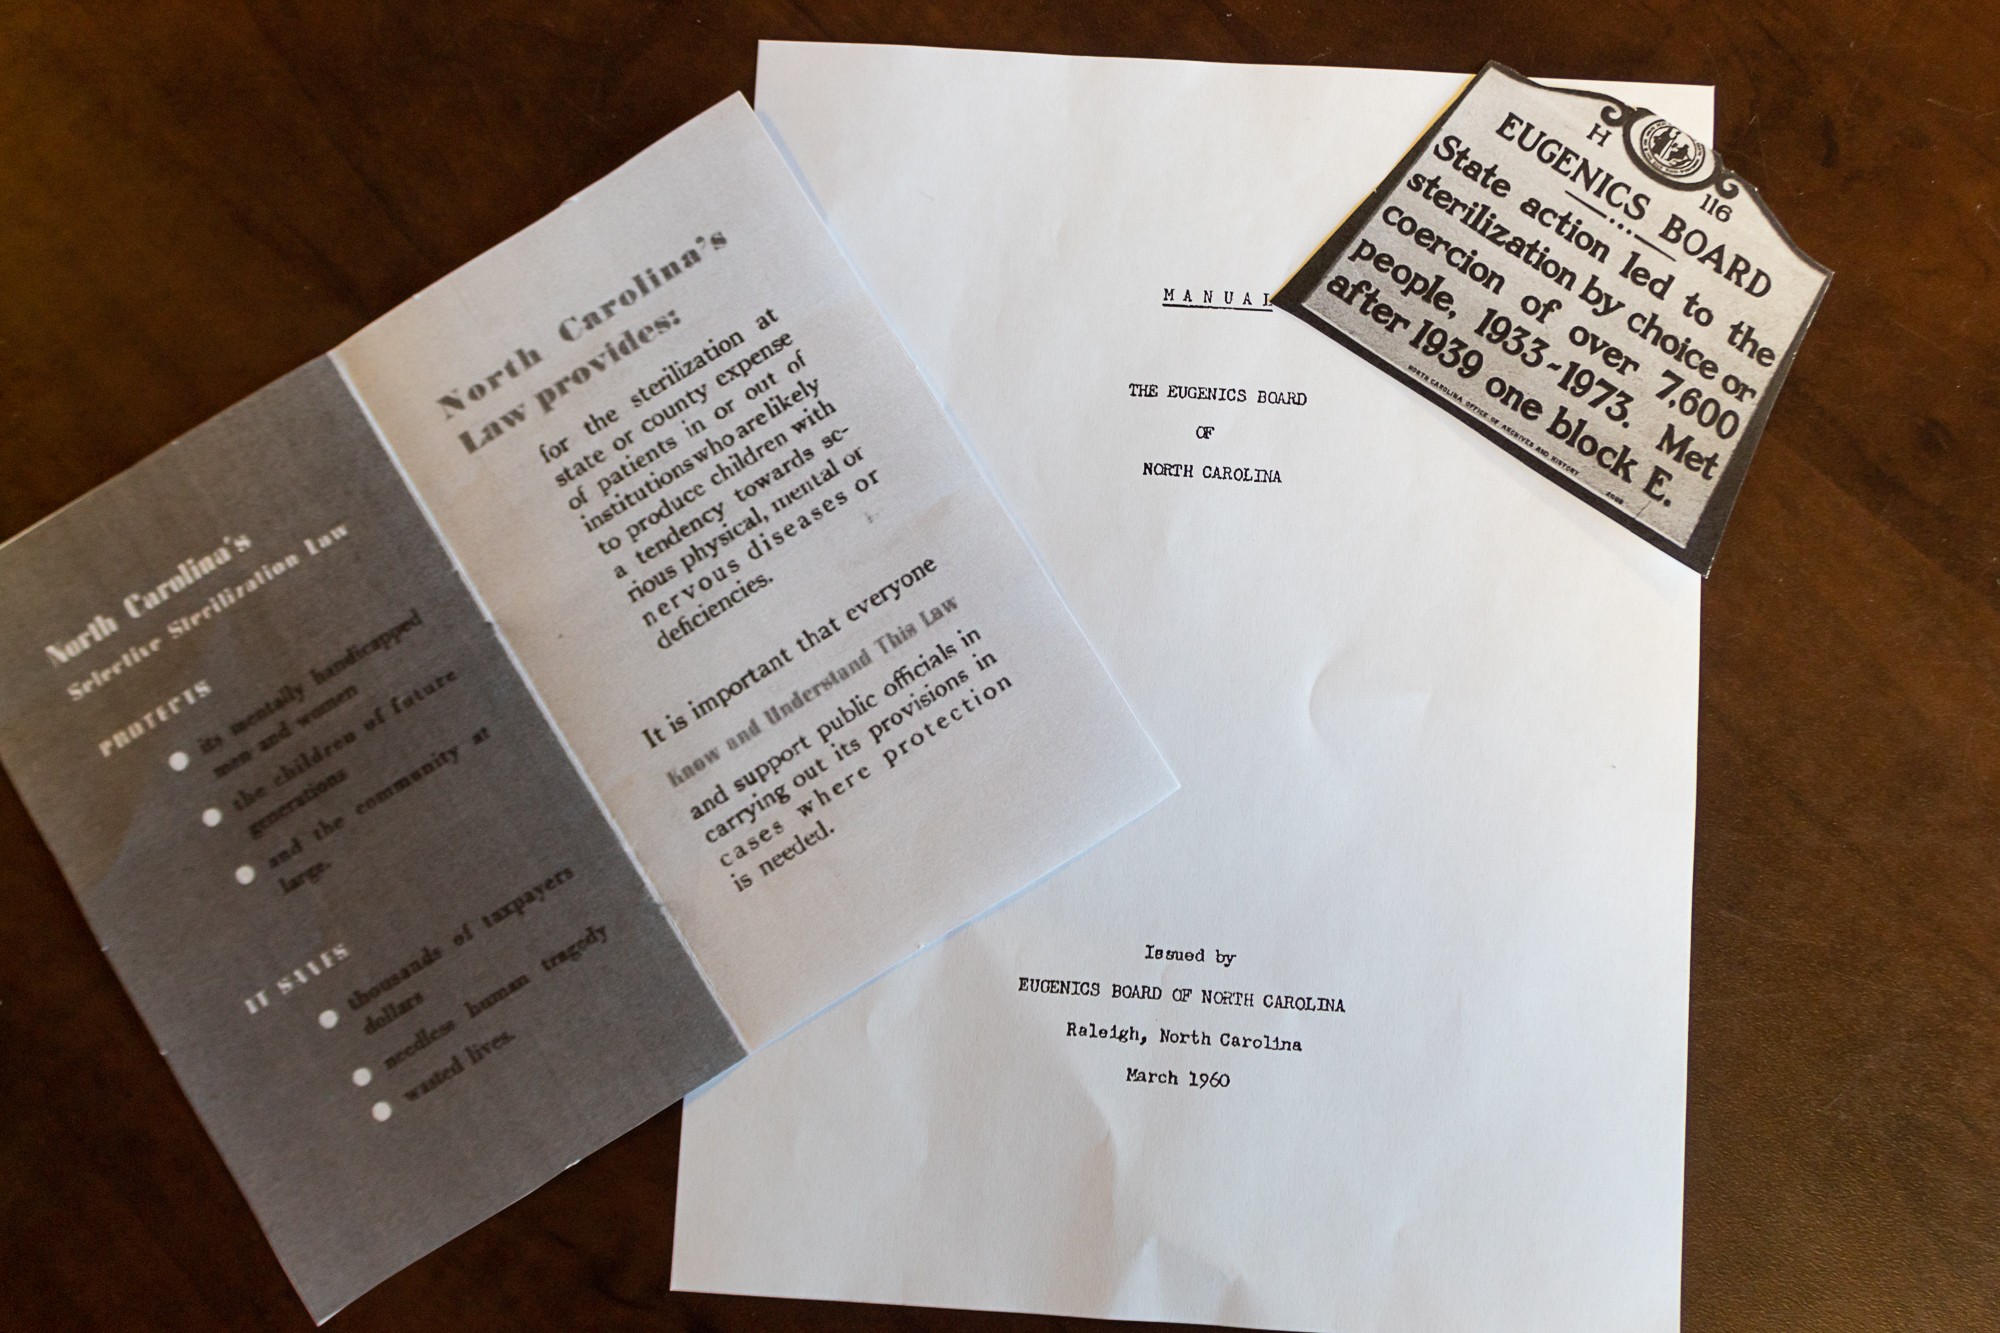 North Carolina's
Selective Sterilization Law
PROTECTS
its mentally handicapped
men and women
the children of future
generations
and the community at
large.
IT SAVES
thousands of taxpayers
dollars
needless human tragedy
wasted lives.
North Carolina's
Law provides:
for the sterilization at
state or county expense
of patients in or out of
institutions who are likely
to produce children with
a tendency towards se-
rious physical, mental or
nervous diseases or
deficiencies.
It is important that everyone
Know and Understand This Law
and support public officials in
carrying out its provisions in
cases where protection
is needed.
MANUAL
THE EUGENICS BOARD
OF
NORTH CAROLINA
Issued by
EUGENICS BOARD OF NORTH CAROLINA
Raleigh, North Carolina
March 1960
H 116
EUGENICS BOARD
State action led to the
sterilization by choice or
coercion of over 7,600
people, 1933-1973. Met
after 1939 one block E.
NORTH CAROLINA OFFICE OF ARCHIVES AND HISTORY 2008